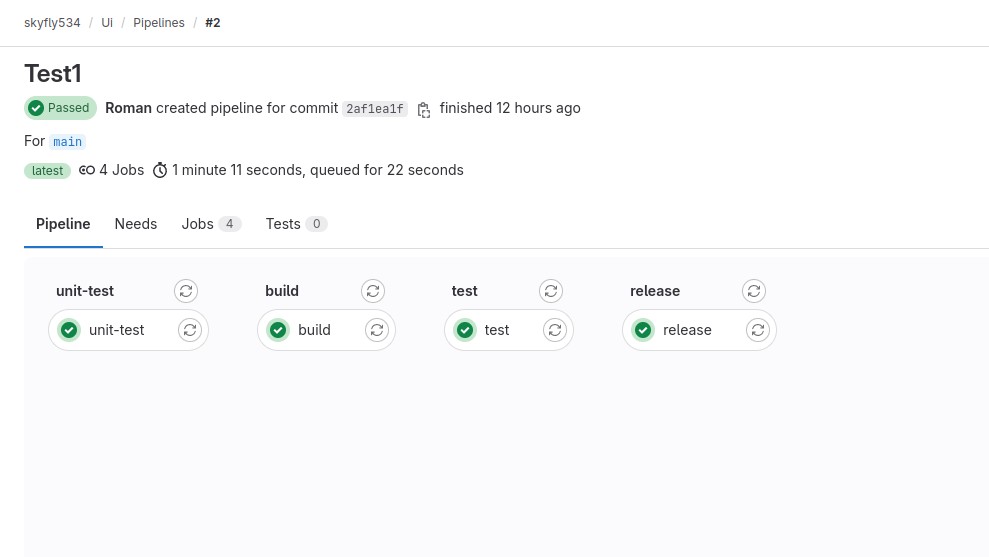 skyfly534 / Ui / Pipelines / #2
Test1
Passed Roman created pipeline for commit 2af1ea1f finished 12 hours ago
For main
latest 4 Jobs 1 minute 11 seconds, queued for 22 seconds
Pipeline Needs Jobs 4 Tests 0
unit-test build test release
unit-test build test release